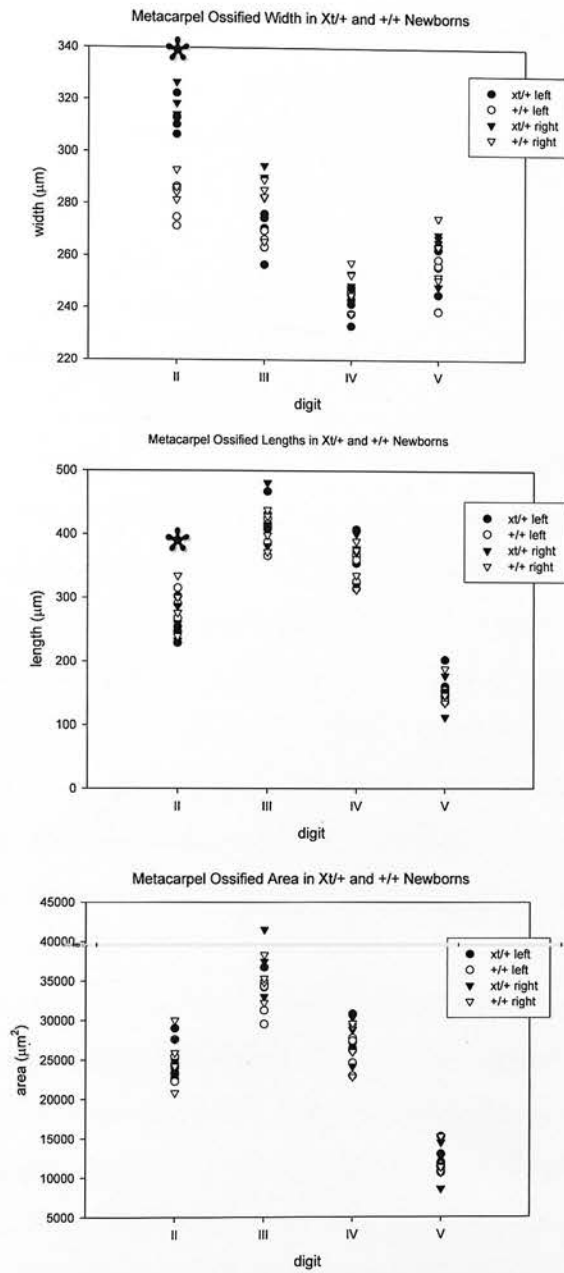 Metacarpel Ossified Width in Xt/+ and +/+ Newborns
340
320
300
280
260
240
220
width (μm)
II III IV V
digit
xt/+ left
+/+ left
xt/+ right
+/+ right
Metacarpel Ossified Lengths in Xt/+ and +/+ Newborns
500
400
300
200
100
0
length (μm)
II III IV V
digit
xt/+ left
+/+ left
xt/+ right
+/+ right
Metacarpel Ossified Area in Xt/+ and +/+ Newborns
45000
40000
35000
30000
25000
20000
15000
10000
5000
area (μm²)
II III IV V
digit
xt/+ left
+/+ left
xt/+ right
+/+ right